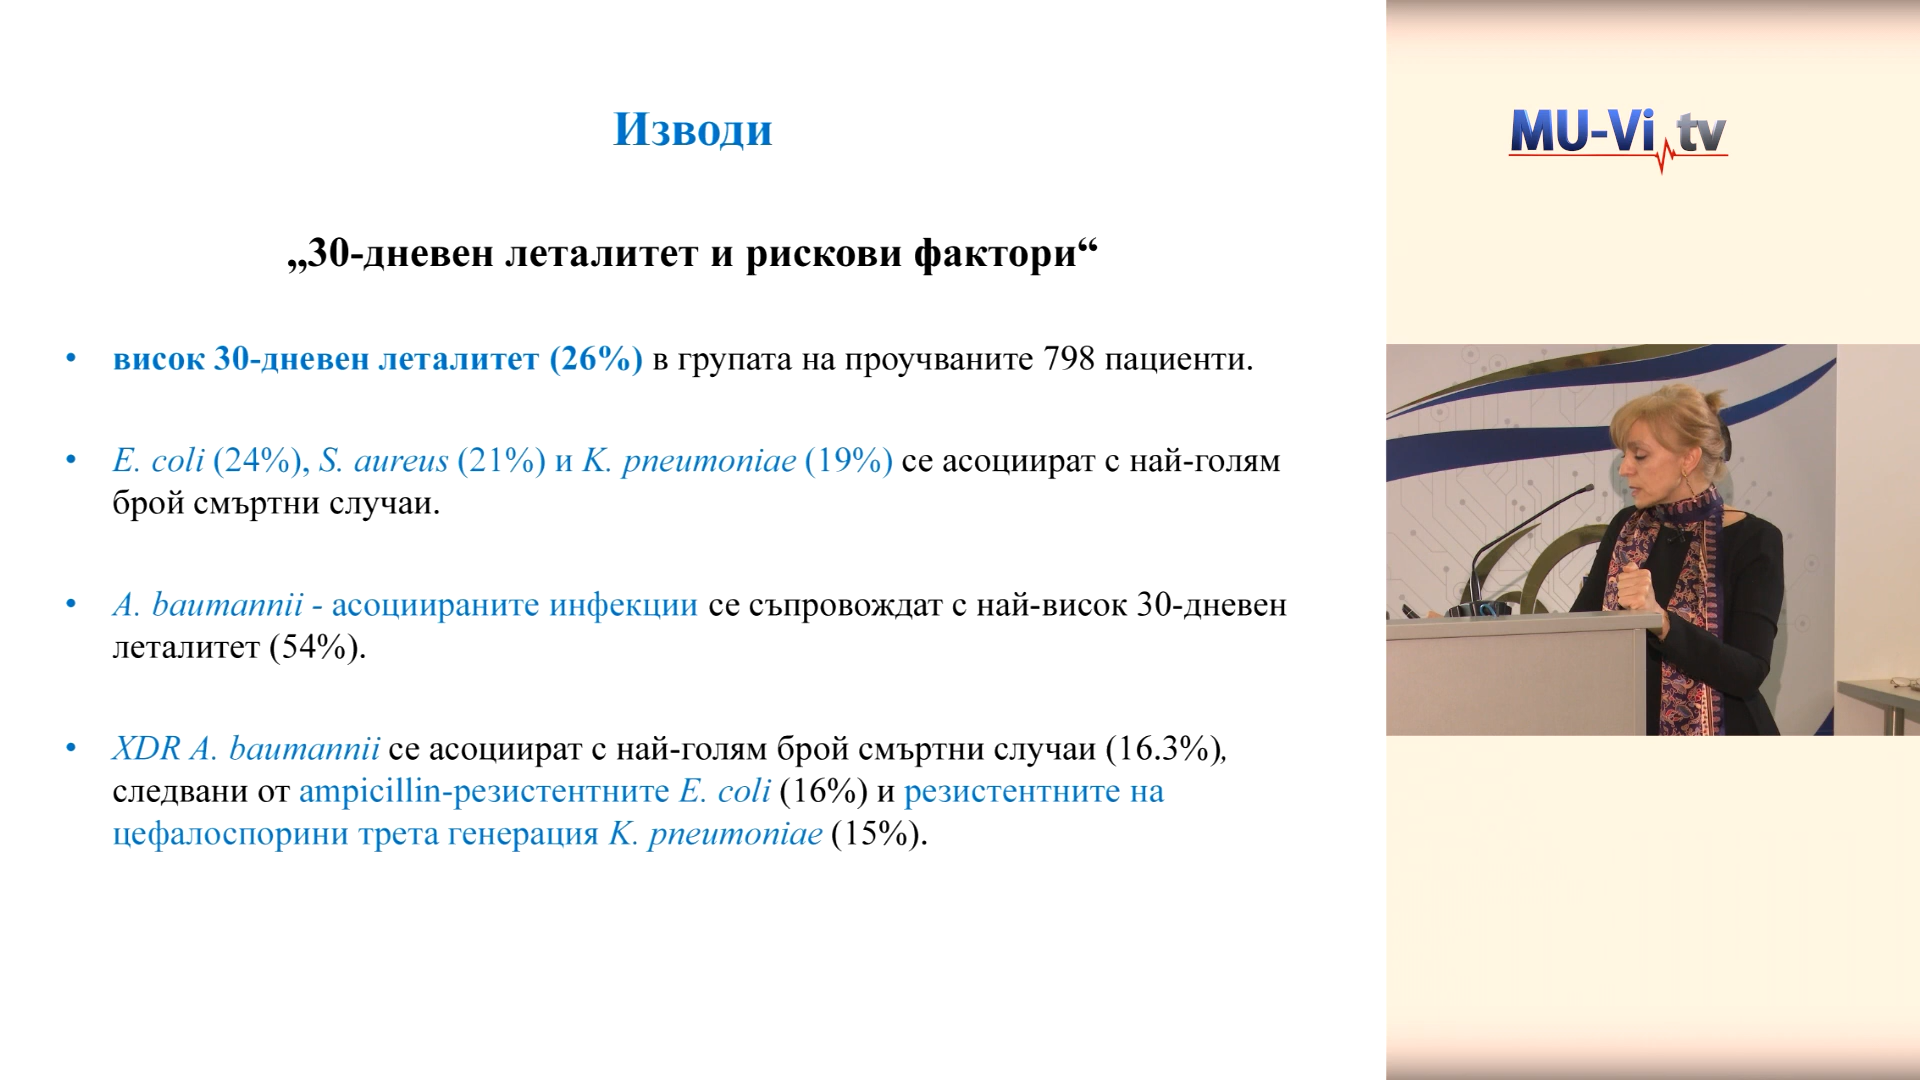 Изводи
„30-дневен леталитет и рискови фактори“
• висок 30-дневен леталитет (26%) в групата на проучваните 798 пациенти.
• E. coli (24%), S. aureus (21%) и K. pneumoniae (19%) се асоциират с най-голям
брой смъртни случаи.
• A. baumannii - асоциираните инфекции се съпровождат с най-висок 30-дневен
леталитет (54%).
• XDR A. baumannii се асоциират с най-голям брой смъртни случаи (16.3%),
следвани от ampicillin-резистентните E. coli (16%) и резистентните на
цефалоспорини трета генерация K. pneumoniae (15%).
MU-Vi tv